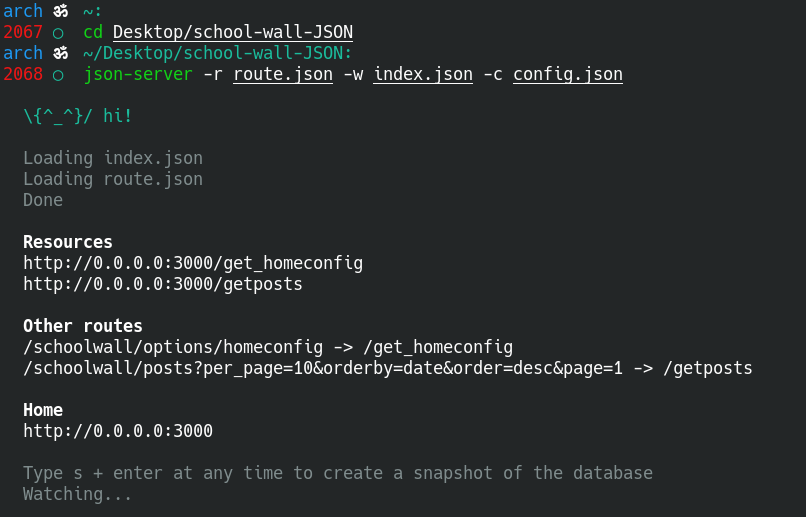 arch ॐ ~:
2067 ○ cd Desktop/school-wall-JSON
arch ॐ ~/Desktop/school-wall-JSON:
2068 ○ json-server -r route.json -w index.json -c config.json
\{^_^}/ hi!
Loading index.json
Loading route.json
Done
Resources
http://0.0.0.0:3000/get_homeconfig
http://0.0.0.0:3000/getposts
Other routes
/schoolwall/options/homeconfig -> /get_homeconfig
/schoolwall/posts?per_page=10&orderby=date&order=desc&page=1 -> /getposts
Home
http://0.0.0.0:3000
Type s + enter at any time to create a snapshot of the database
Watching...